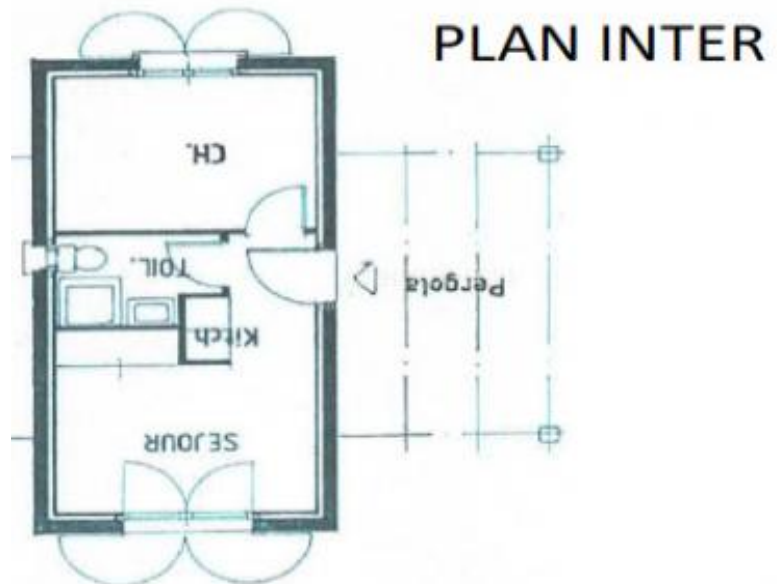 PLAN INTER
CH.
TOIL.
Pergola
Kitch
SEJOUR